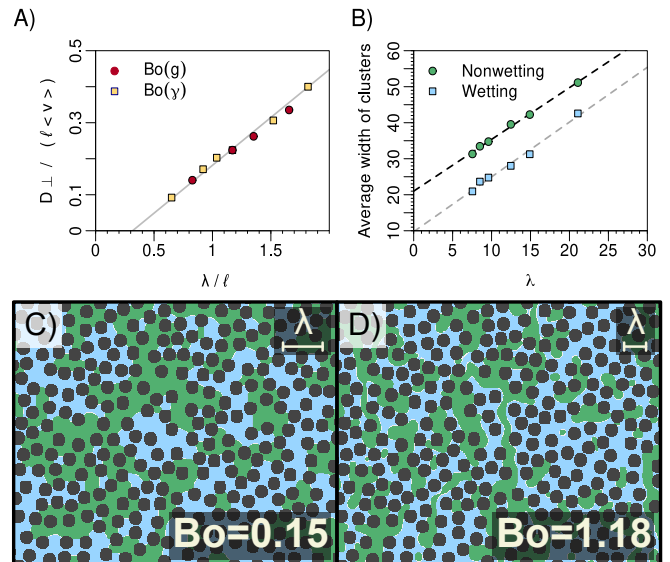 A)
0 0.1 0.3 0.5
D⊥ / (ℓ<v>)
Bo(g)
Bo(γ)
0 0.5 1 1.5
λ/ℓ
B)
10 20 30 40 50 60
Average width of clusters
Nonwetting
Wetting
0 5 10 15 20 25 30
λ
C)
λ
Bo=0.15
D)
λ
Bo=1.18